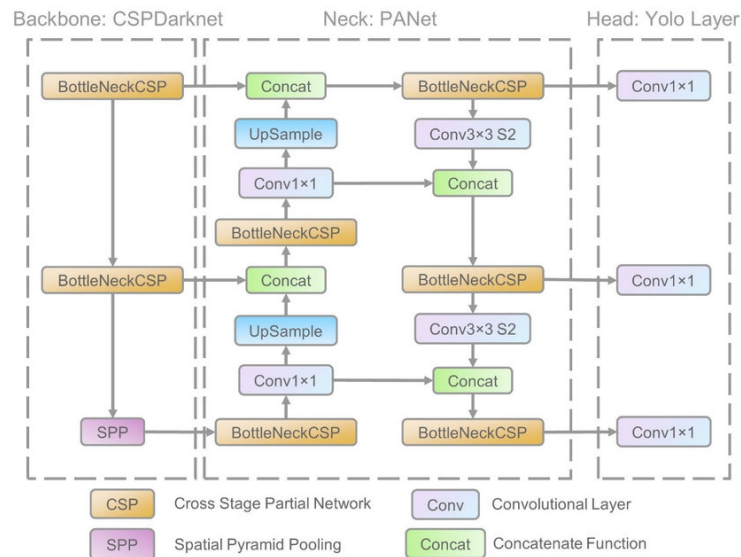 Backbone: CSPDarknet Neck: PANet Head: Yolo Layer
BottleNeckCSP Concat BottleNeckCSP Conv1×1
UpSample Conv3×3 S2
Conv1×1 Concat
BottleNeckCSP
BottleNeckCSP Concat BottleNeckCSP Conv1×1
UpSample Conv3×3 S2
Conv1×1 Concat
SPP BottleNeckCSP BottleNeckCSP Conv1×1
CSP Cross Stage Partial Network Conv Convolutional Layer
SPP Spatial Pyramid Pooling Concat Concatenate Function